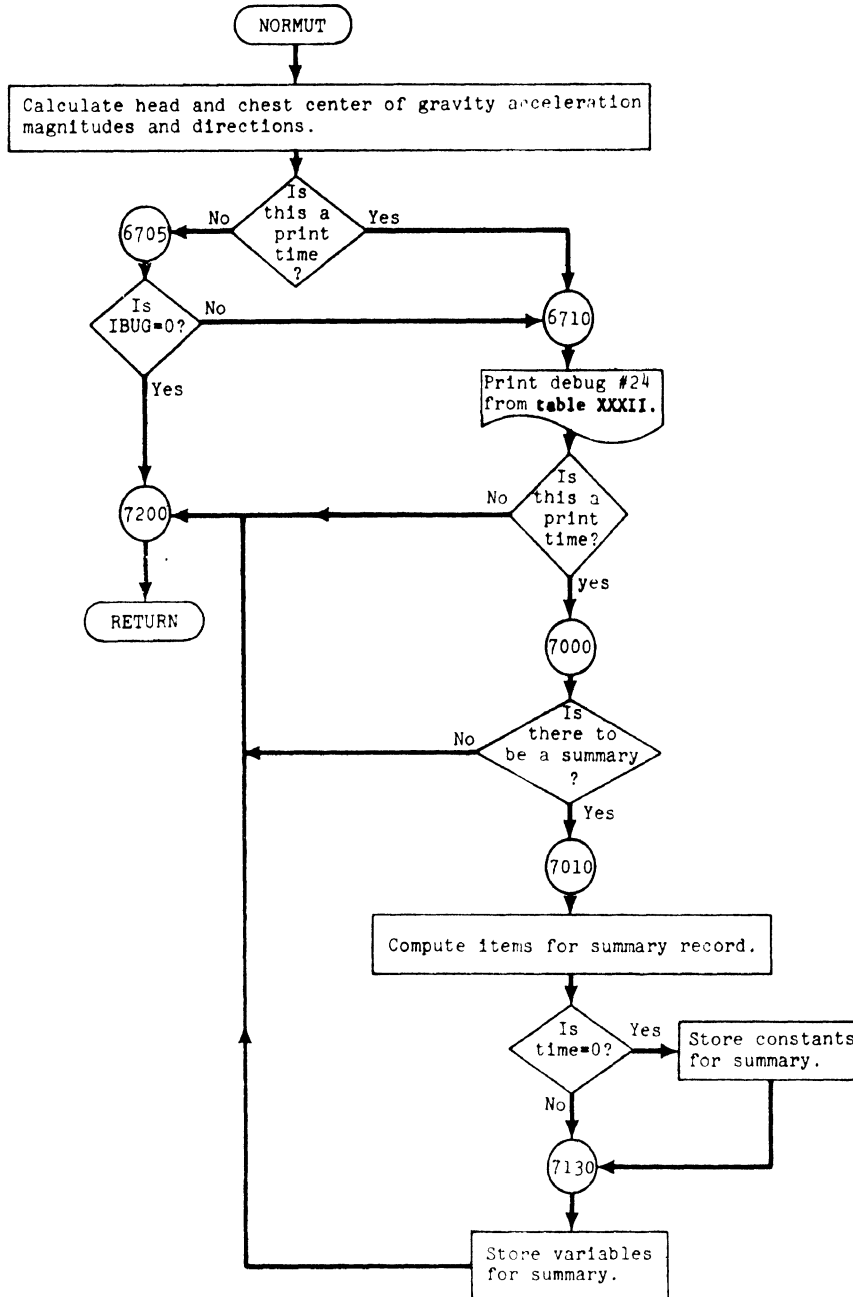 NORMUT
Calculate head and chest center of gravity acceleration
magnitudes and directions.
Is
this a
print
time
?
No
Yes
6705
Is
IBUG=0?
No
Yes
6710
Print debug #24
from table XXXII.
Is
this a
print
time?
No
yes
7200
RETURN
7000
Is
there to
be a summary
?
No
Yes
7010
Compute items for summary record.
Is
time=0?
Yes
No
Store constants
for summary.
7130
Store variables
for summary.